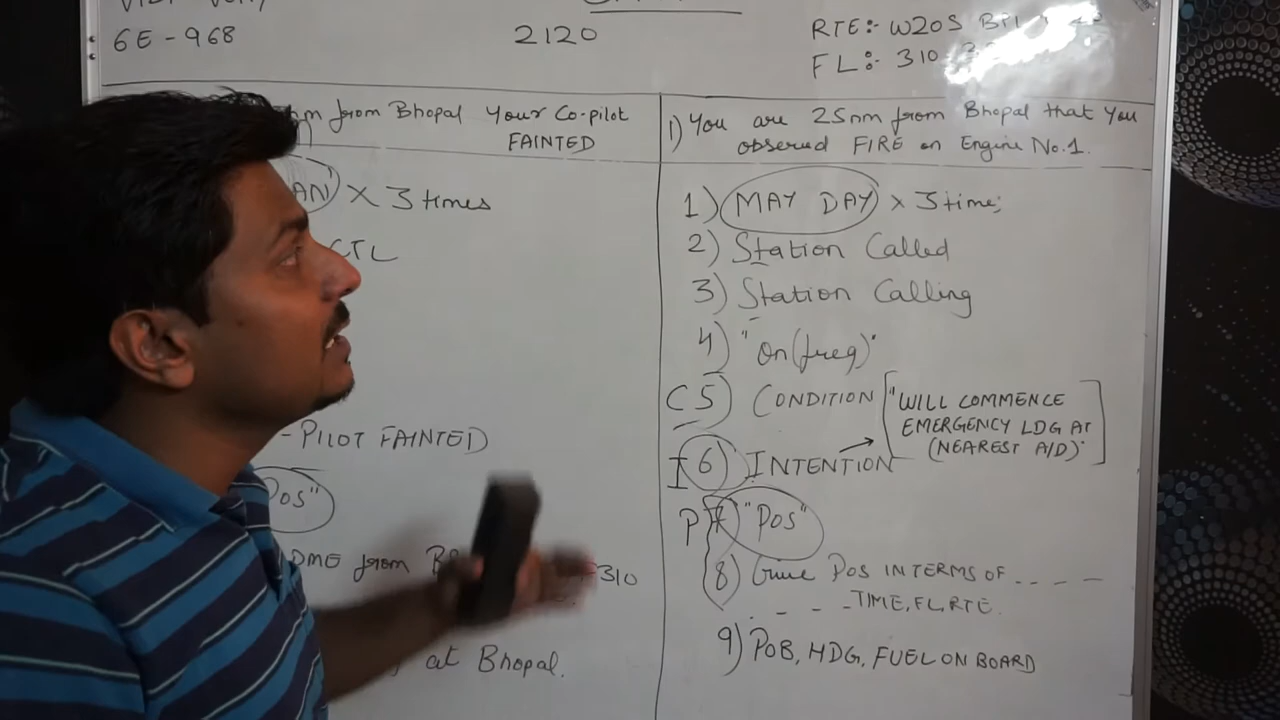 6E-968
2120
RTE:- W20S BPL
FL:- 310
from Bhopal Your Co-pilot
FAINTED
AN X 3 times
CTL
- PILOT FAINTED
Pos"
DME from
310
at Bhopal.
1) You are 25nm from Bhopal that You
observed FIRE on Engine No.1.
1) MAY DAY x 3 time;
2) Station Called
3) Station Calling
4) "On (freq)"
C 5) CONDITION
"WILL COMMENCE
EMERGENCY LDG AT
(NEAREST A/D)"
I 6) INTENTION
P "Pos"
8) Give POS IN TERMS OF - - - -
- - - TIME, FL, RTE.
9) POB, HDG, FUEL ON BOARD